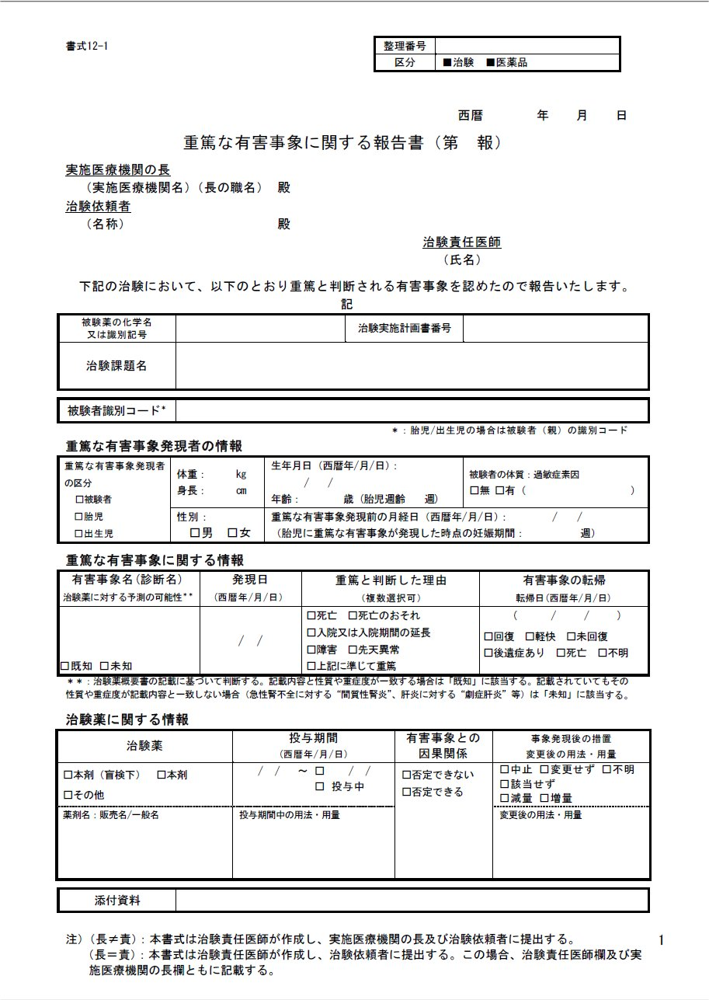 書式12-1
整理番号
区分 ■治験 ■医薬品
西暦 年 月 日
重篤な有害事象に関する報告書（第 報）
実施医療機関の長
（実施医療機関名）（長の職名） 殿
治験依頼者
（名称） 殿
治験責任医師
（氏名）
下記の治験において、以下のとおり重篤と判断される有害事象を認めたので報告いたします。
記
被験薬の化学名
又は識別記号
治験実施計画書番号
治験課題名
被験者識別コード*
*：胎児/出生児の場合は被験者（親）の識別コード
重篤な有害事象発現者の情報
重篤な有害事象発現者
の区分
□被験者
□胎児
□出生児
体重： kg
身長： cm
生年月日（西暦年/月/日）：
/ /
年齢： 歳（胎児週齢 週）
被験者の体質：過敏症素因
□無 □有（ ）
性別：
□男 □女
重篤な有害事象発現前の月経日（西暦年/月/日）： / /
（胎児に重篤な有害事象が発現した時点の妊娠期間： 週）
重篤な有害事象に関する情報
有害事象名（診断名）
治験薬に対する予測の可能性**
発現日
（西暦年/月/日）
重篤と判断した理由
（複数選択可）
有害事象の転帰
転帰日（西暦年/月/日）
□既知 □未知
/ /
□死亡 □死亡のおそれ
□入院又は入院期間の延長
□障害 □先天異常
□上記に準じて重篤
（ / / ）
□回復 □軽快 □未回復
□後遺症あり □死亡 □不明
**：治験薬概要書の記載に基づいて判断する。記載内容と性質や重症度が一致する場合は「既知」に該当する。記載されていてもその
性質や重症度が記載内容と一致しない場合（急性腎不全に対する“間質性腎炎”、肝炎に対する“劇症肝炎”等）は「未知」に該当する。
治験薬に関する情報
治験薬
投与期間
（西暦年/月/日）
有害事象との
因果関係
事象発現後の措置
変更後の用法・用量
□本剤（盲検下） □本剤
□その他
/ / ～ □ / /
□ 投与中
□否定できない
□否定できる
□中止 □変更せず □不明
□該当せず
□減量 □増量
薬剤名：販売名/一般名
投与期間中の用法・用量
変更後の用法・用量
添付資料
注）（長≠責）：本書式は治験責任医師が作成し、実施医療機関の長及び治験依頼者に提出する。
（長＝責）：本書式は治験責任医師が作成し、治験依頼者に提出する。この場合、治験責任医師欄及び実
施医療機関の長欄ともに記載する。
1